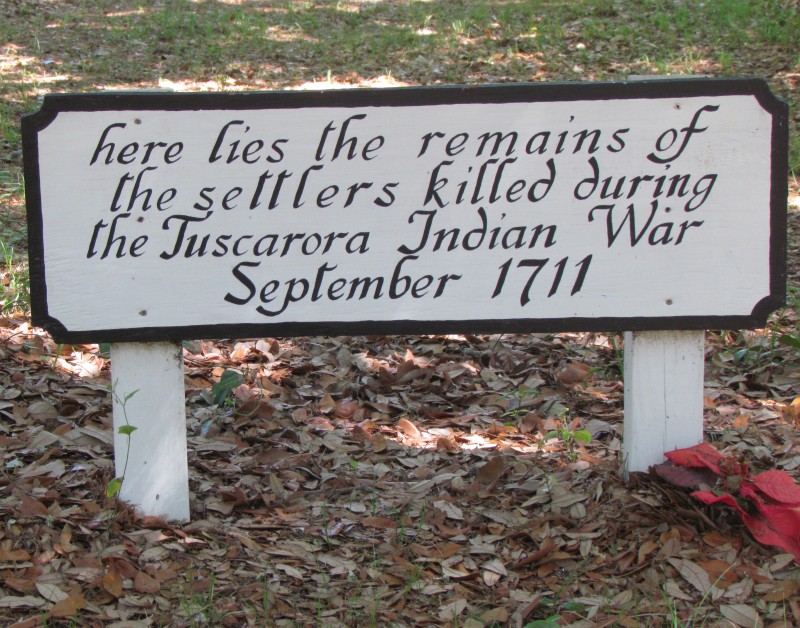 here lies the remains of
the settlers killed during
the Tuscarora Indian War
September 1711